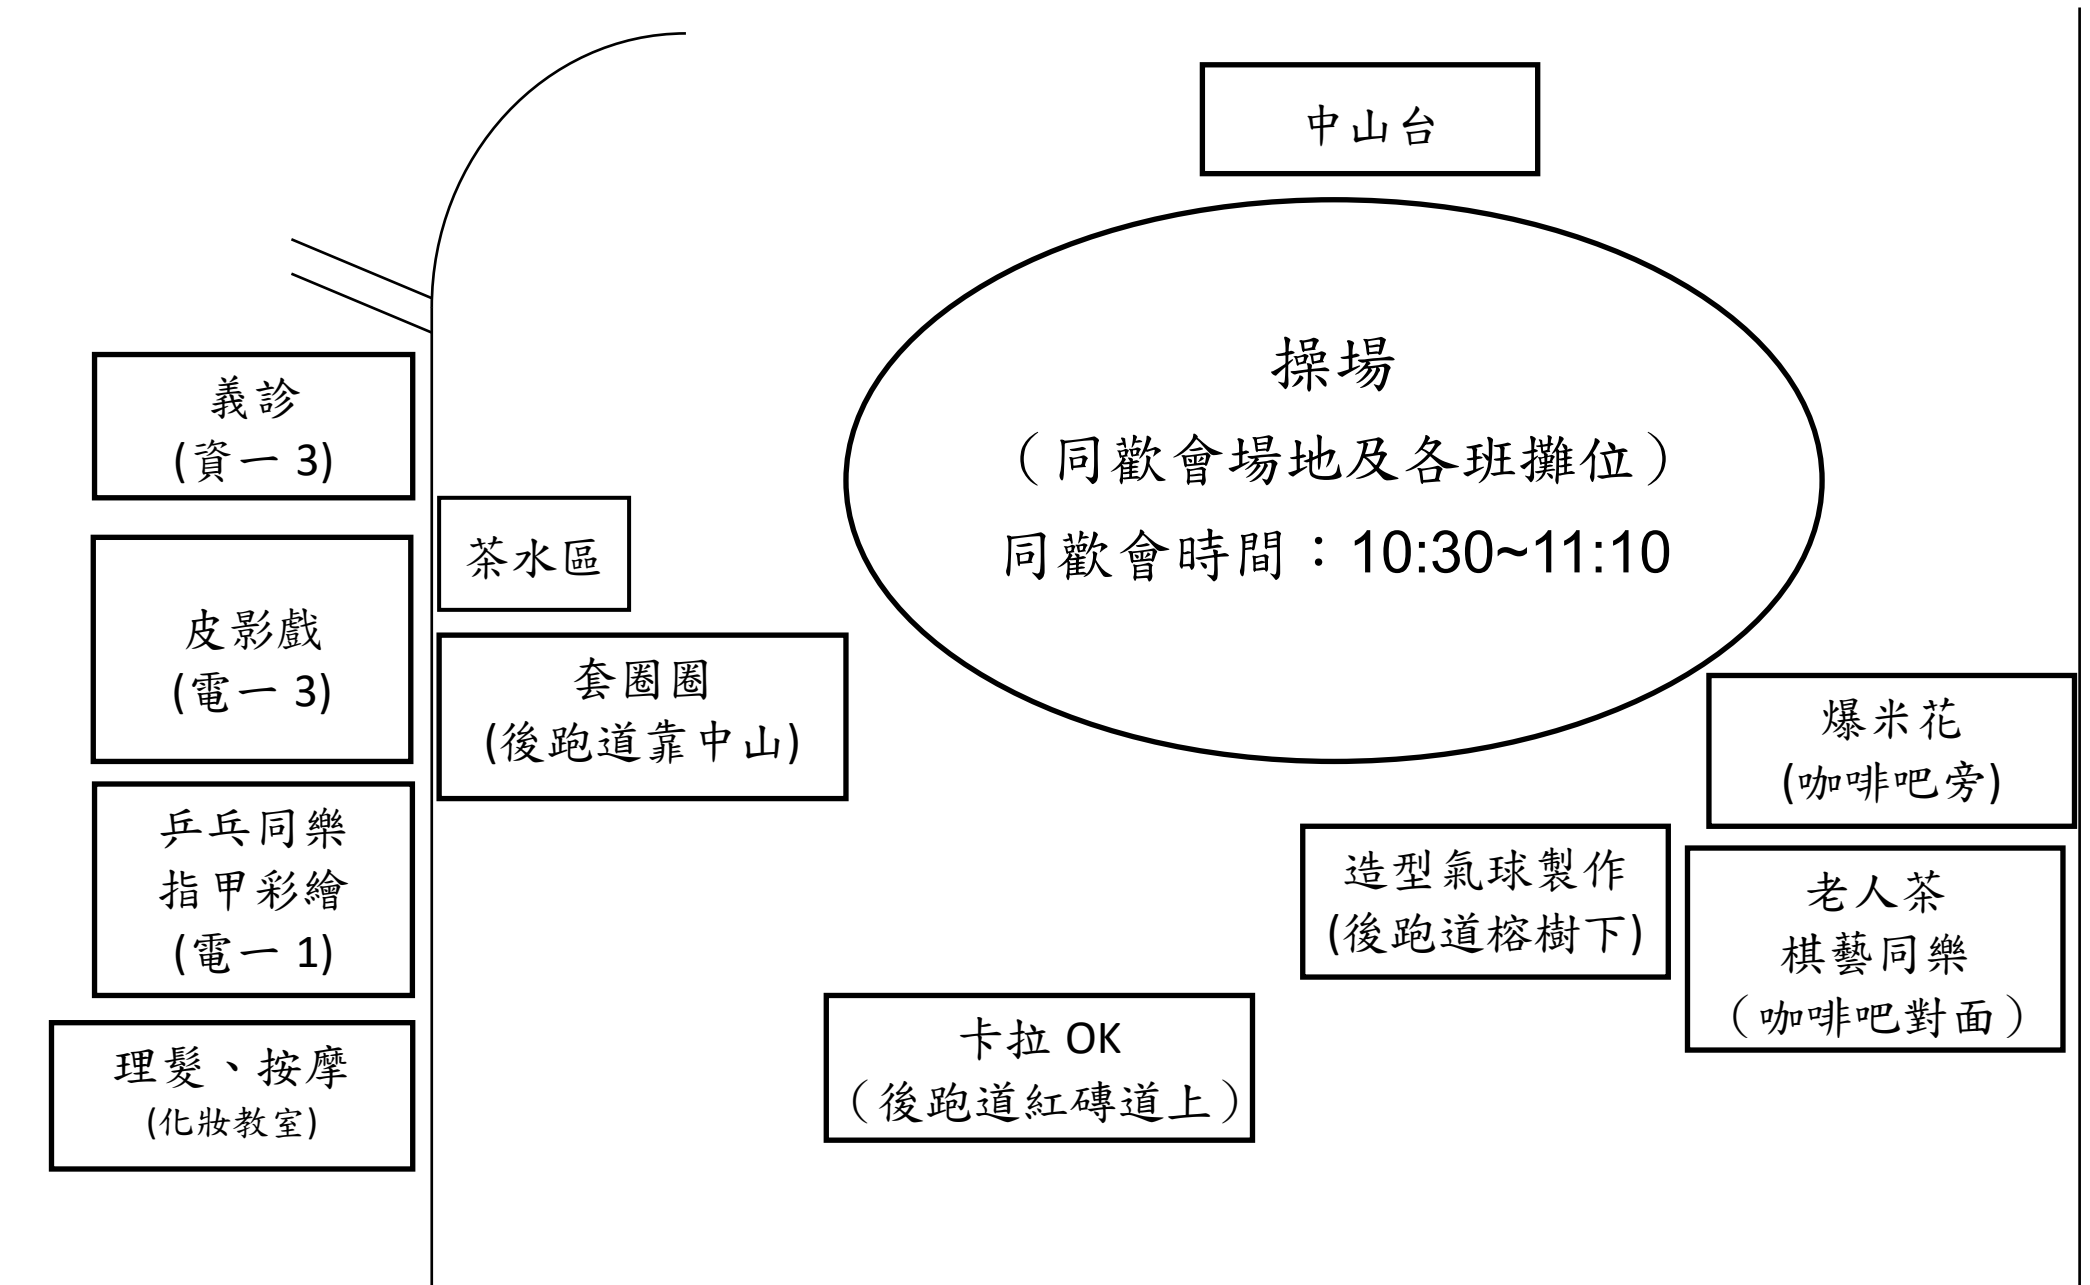 中山台
操場
（同歡會場地及各班攤位）
同歡會時間：10:30~11:10
義診
(資一 3)
茶水區
皮影戲
(電一 3)
套圈圈
(後跑道靠中山)
爆米花
(咖啡吧旁)
乒乓同樂
指甲彩繪
(電一 1)
造型氣球製作
(後跑道榕樹下)
老人茶
棋藝同樂
（咖啡吧對面）
卡拉 OK
（後跑道紅磚道上）
理髮、按摩
(化妝教室)